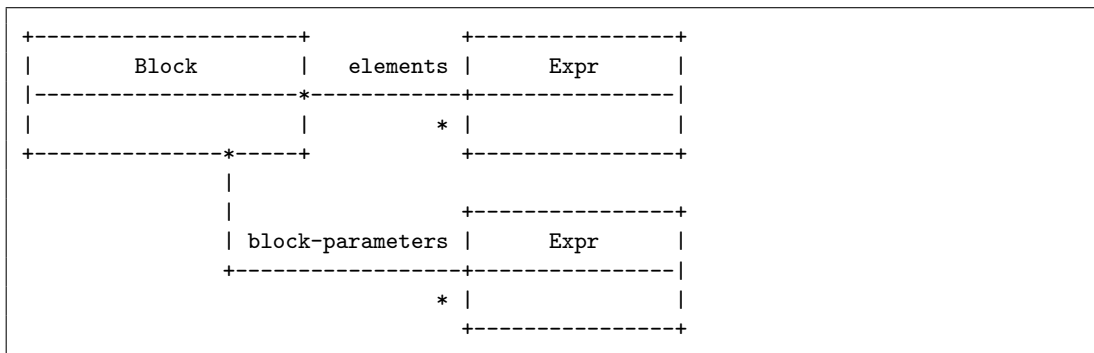 +---------------------+            +----------------+
|        Block        |   elements |      Expr      |
|---------------------*------------+----------------|
|                     |          * |                |
+---------------*-----+            +----------------+
                |
                |                  +----------------+
                | block-parameters |      Expr      |
                +------------------+----------------|
                                 * |                |
                                   +----------------+